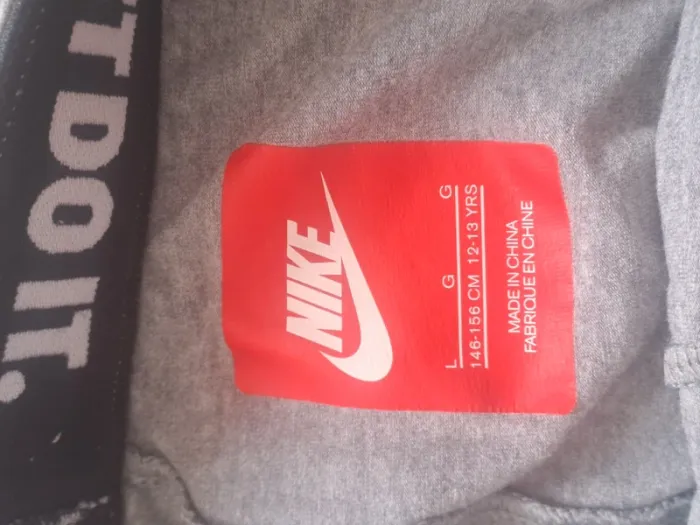 'T DO IT.
NIKE
L G G
146-156 CM 12-13 YRS
MADE IN CHINA
FABRIQUE EN CHINE